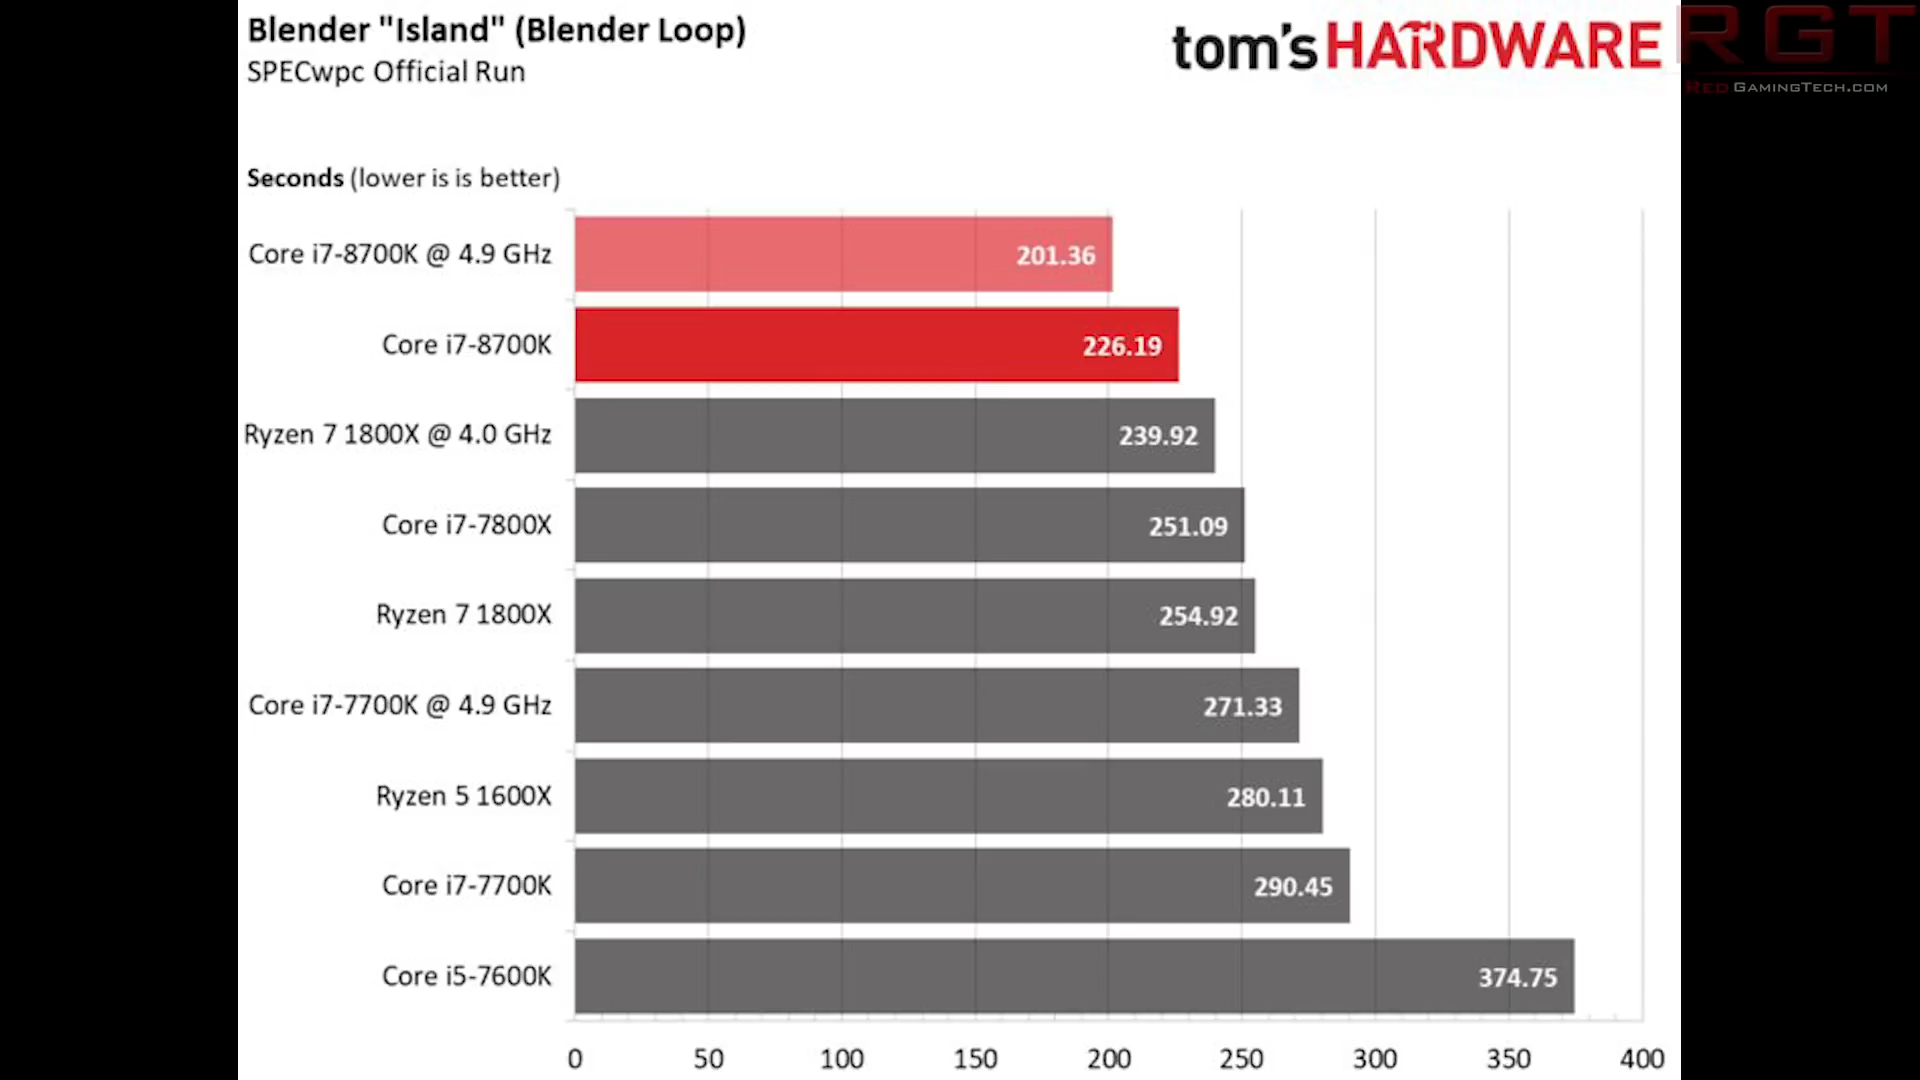 Blender "Island" (Blender Loop)
SPECwpc Official Run
tom's HARDWARE
RGT
RedGamingTech.com
Seconds (lower is is better)
Core i7-8700K @ 4.9 GHz 201.36
Core i7-8700K 226.19
Ryzen 7 1800X @ 4.0 GHz 239.92
Core i7-7800X 251.09
Ryzen 7 1800X 254.92
Core i7-7700K @ 4.9 GHz 271.33
Ryzen 5 1600X 280.11
Core i7-7700K 290.45
Core i5-7600K 374.75
0 50 100 150 200 250 300 350 400